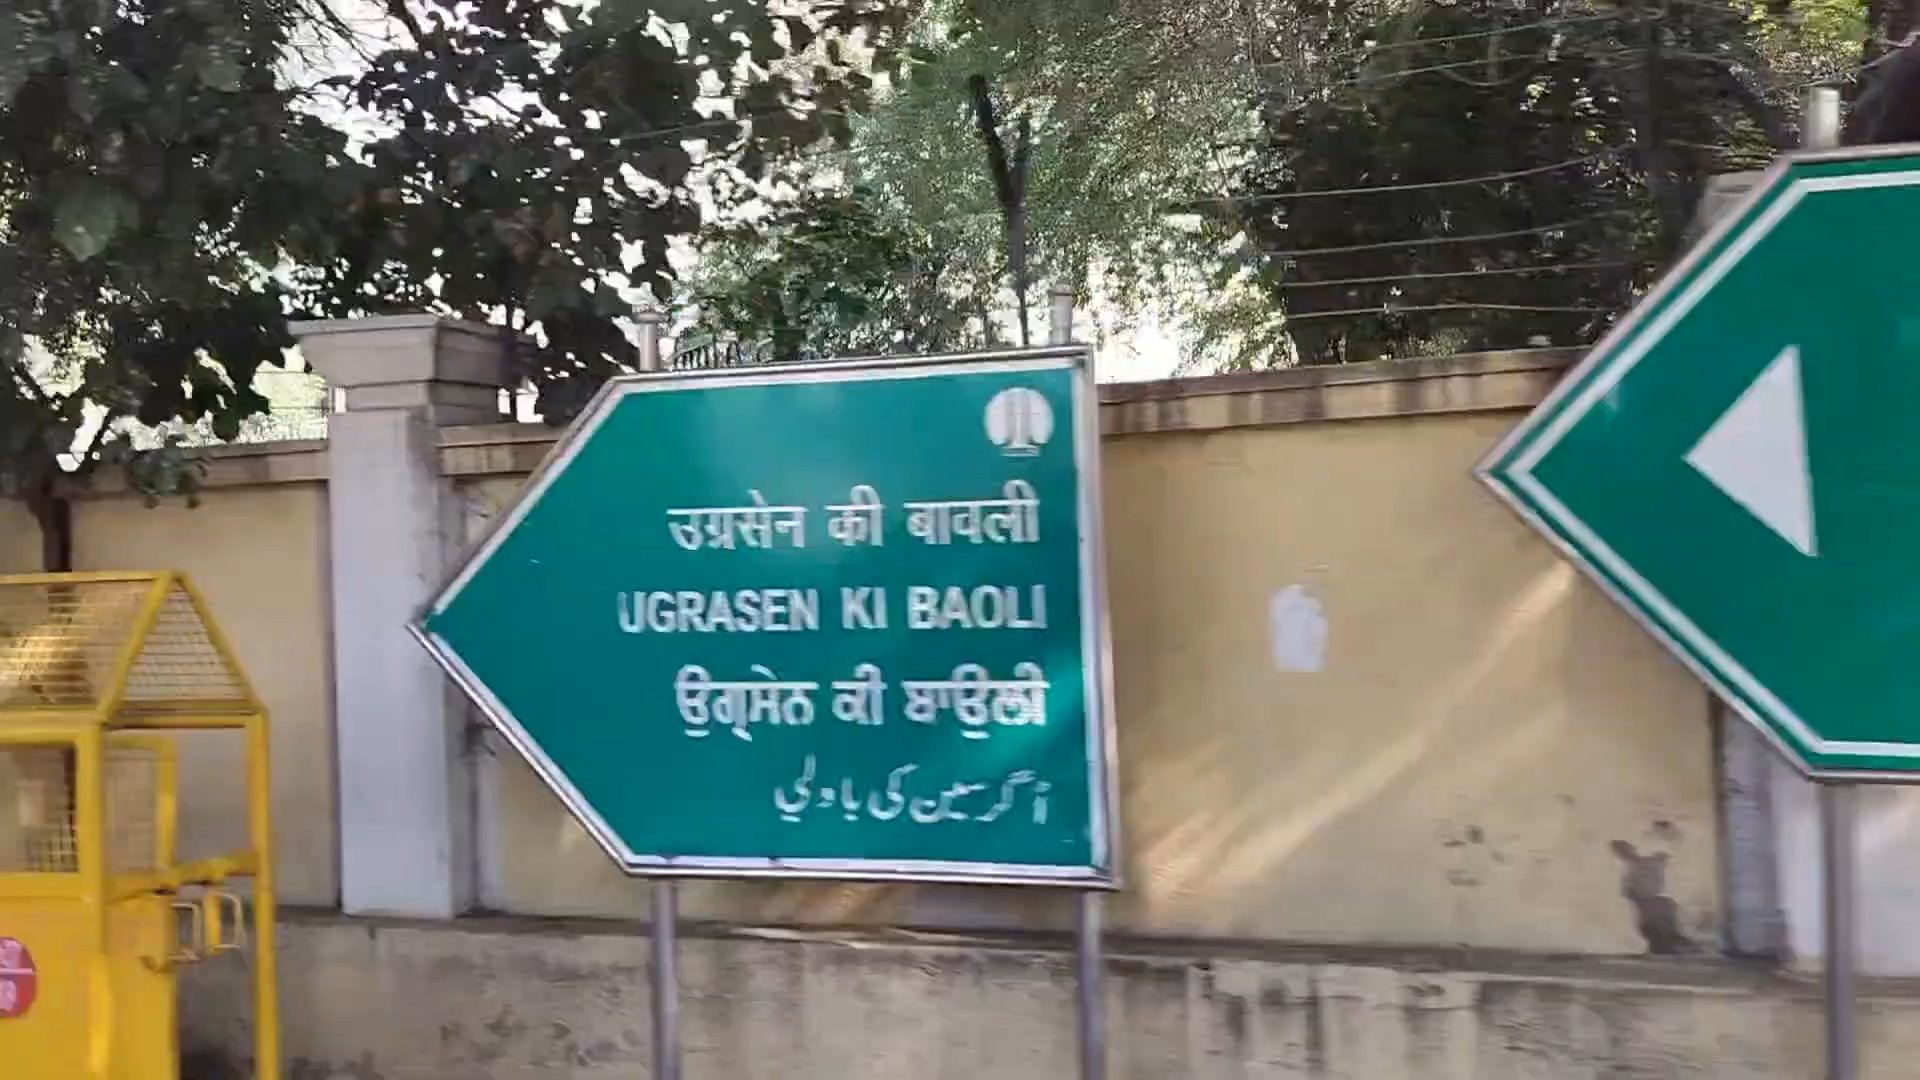 उग्रसेन की बावली
UGRASEN KI BAOLI
ਉਗ੍ਰਸੇਨ ਕੀ ਬਾਉਲੀ
اگرسین کی باولی